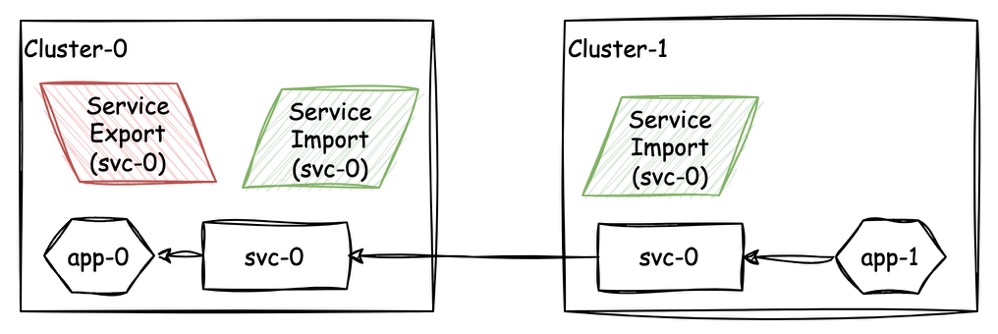 Cluster-0
Service
Export
(svc-0)
Service
Import
(svc-0)
app-0
svc-0
Cluster-1
Service
Import
(svc-0)
svc-0
app-1